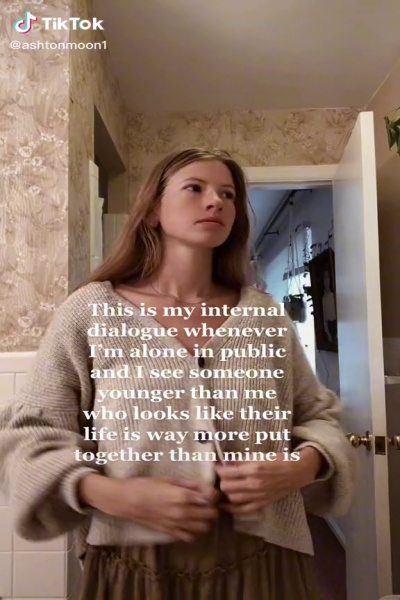 TikTok
@ashtonmoon1
This is my internal
dialogue whenever
I'm alone in public
and I see someone
younger than me
who looks like their
life is way more put
together than mine is